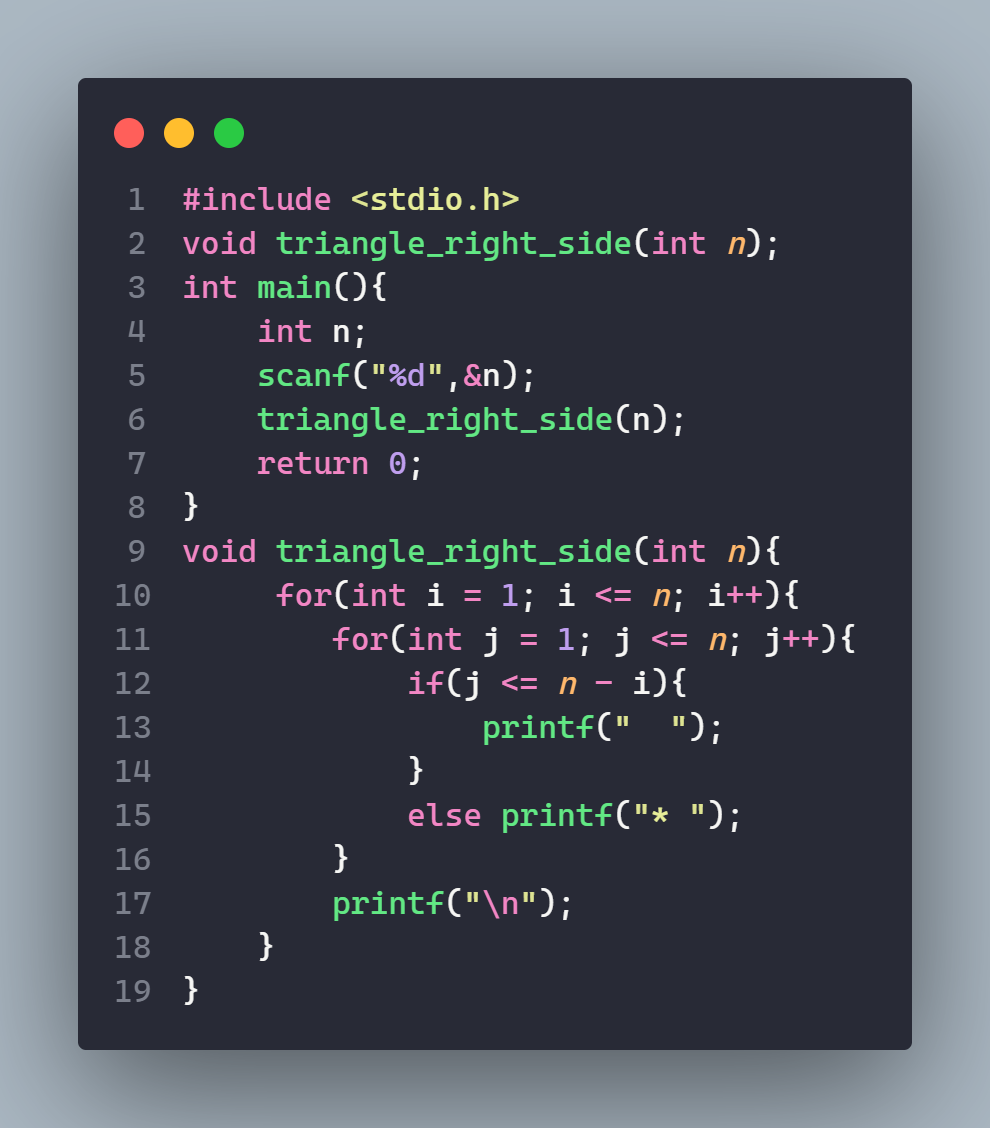 1 #include <stdio.h>
2 void triangle_right_side(int n);
3 int main(){
4     int n;
5     scanf("%d",&n);
6     triangle_right_side(n);
7     return 0;
8 }
9 void triangle_right_side(int n){
10      for(int i = 1; i <= n; i++){
11         for(int j = 1; j <= n; j++){
12             if(j <= n - i){
13                 printf("  ");
14             }
15             else printf("* ");
16         }
17         printf("\n");
18     }
19 }